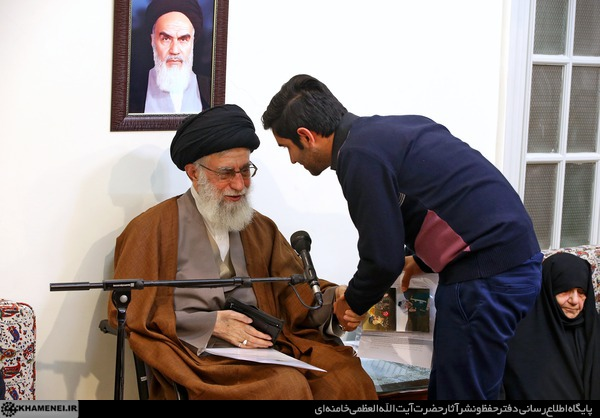 KHAMENEI.IR
پایگاه اطلاع رسانی دفتر حفظ و نشر آثار حضرت آیت الله العظمی خامنه‌ای